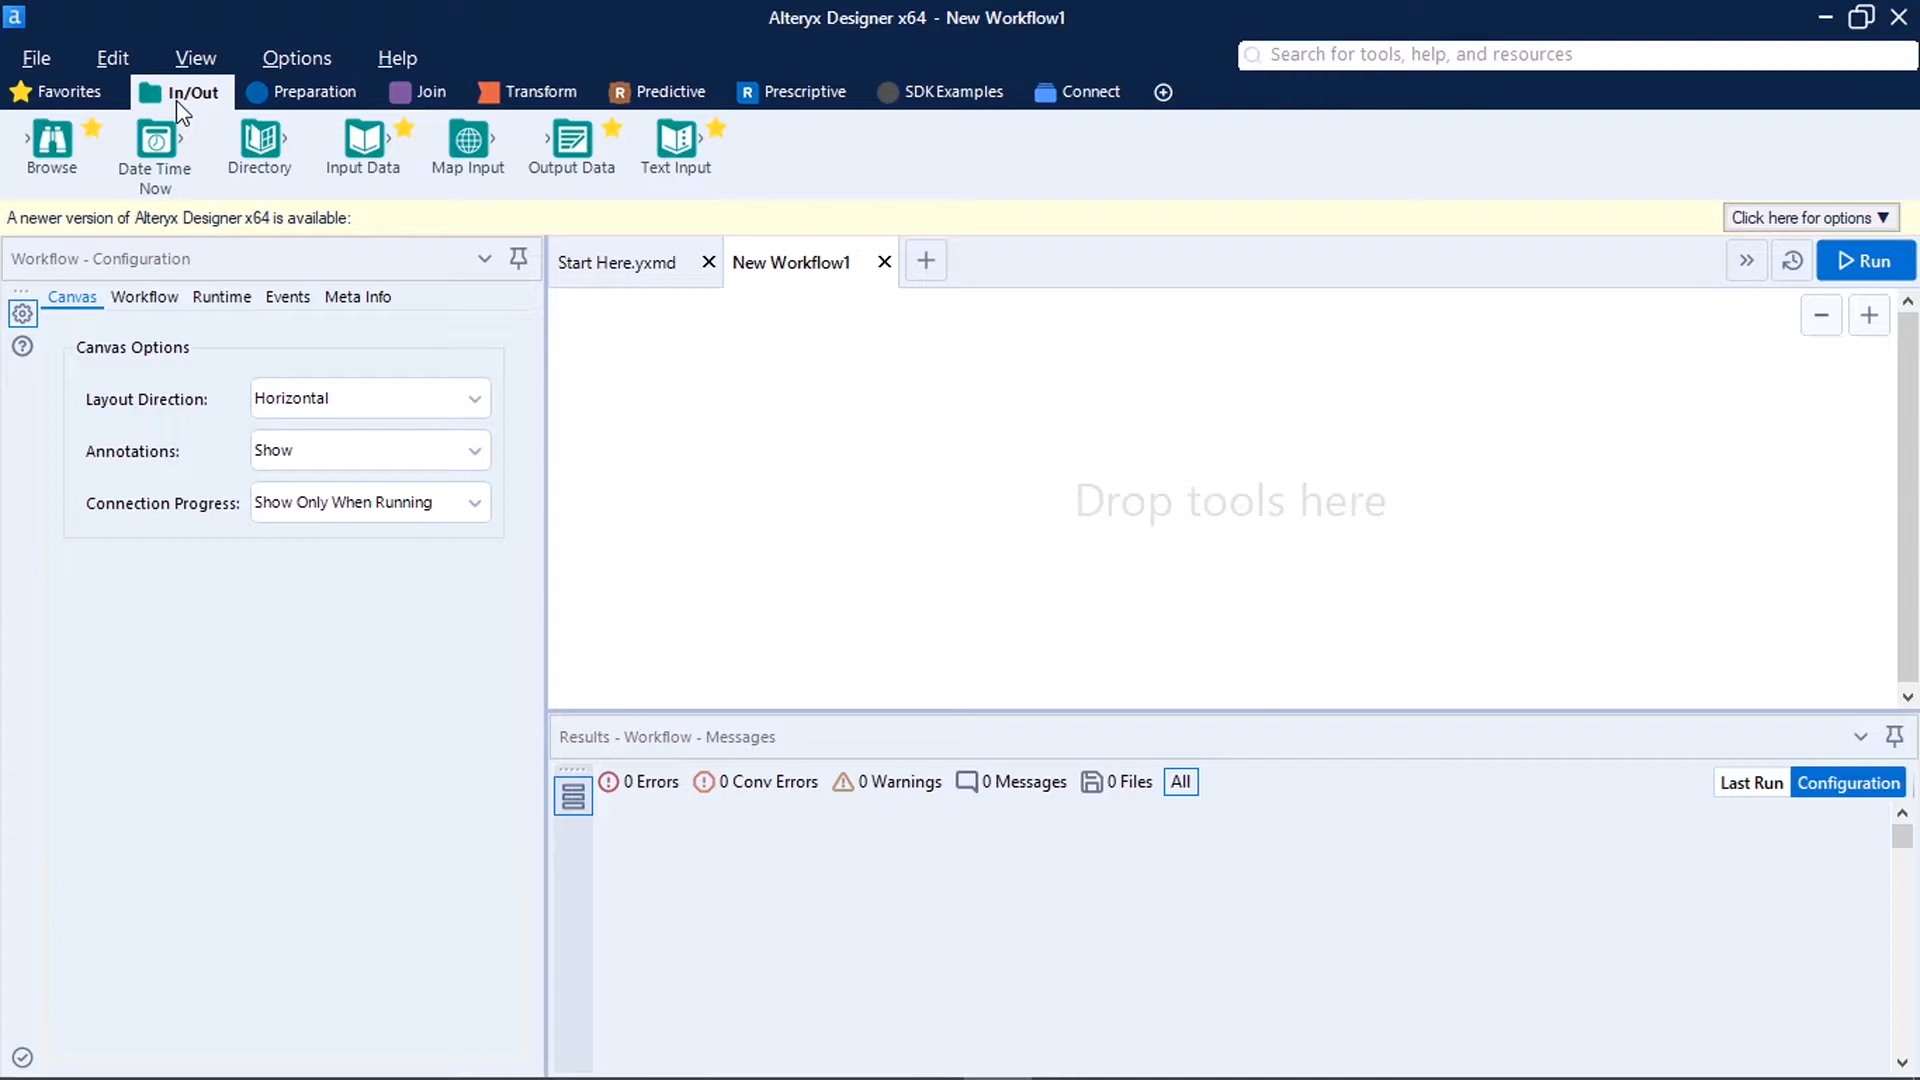 a
Alteryx Designer x64 - New Workflow1
File Edit View Options Help
Search for tools, help, and resources
Favorites In/Out Preparation Join Transform R Predictive R Prescriptive SDK Examples Connect
Browse Date Time Now Directory Input Data Map Input Output Data Text Input
A newer version of Alteryx Designer x64 is available:
Click here for options ▼
Workflow - Configuration
Start Here.yxmd New Workflow1
Run
Canvas Workflow Runtime Events Meta Info
Canvas Options
Layout Direction: Horizontal
Annotations: Show
Connection Progress: Show Only When Running
Drop tools here
Results - Workflow - Messages
0 Errors 0 Conv Errors 0 Warnings 0 Messages 0 Files All
Last Run Configuration